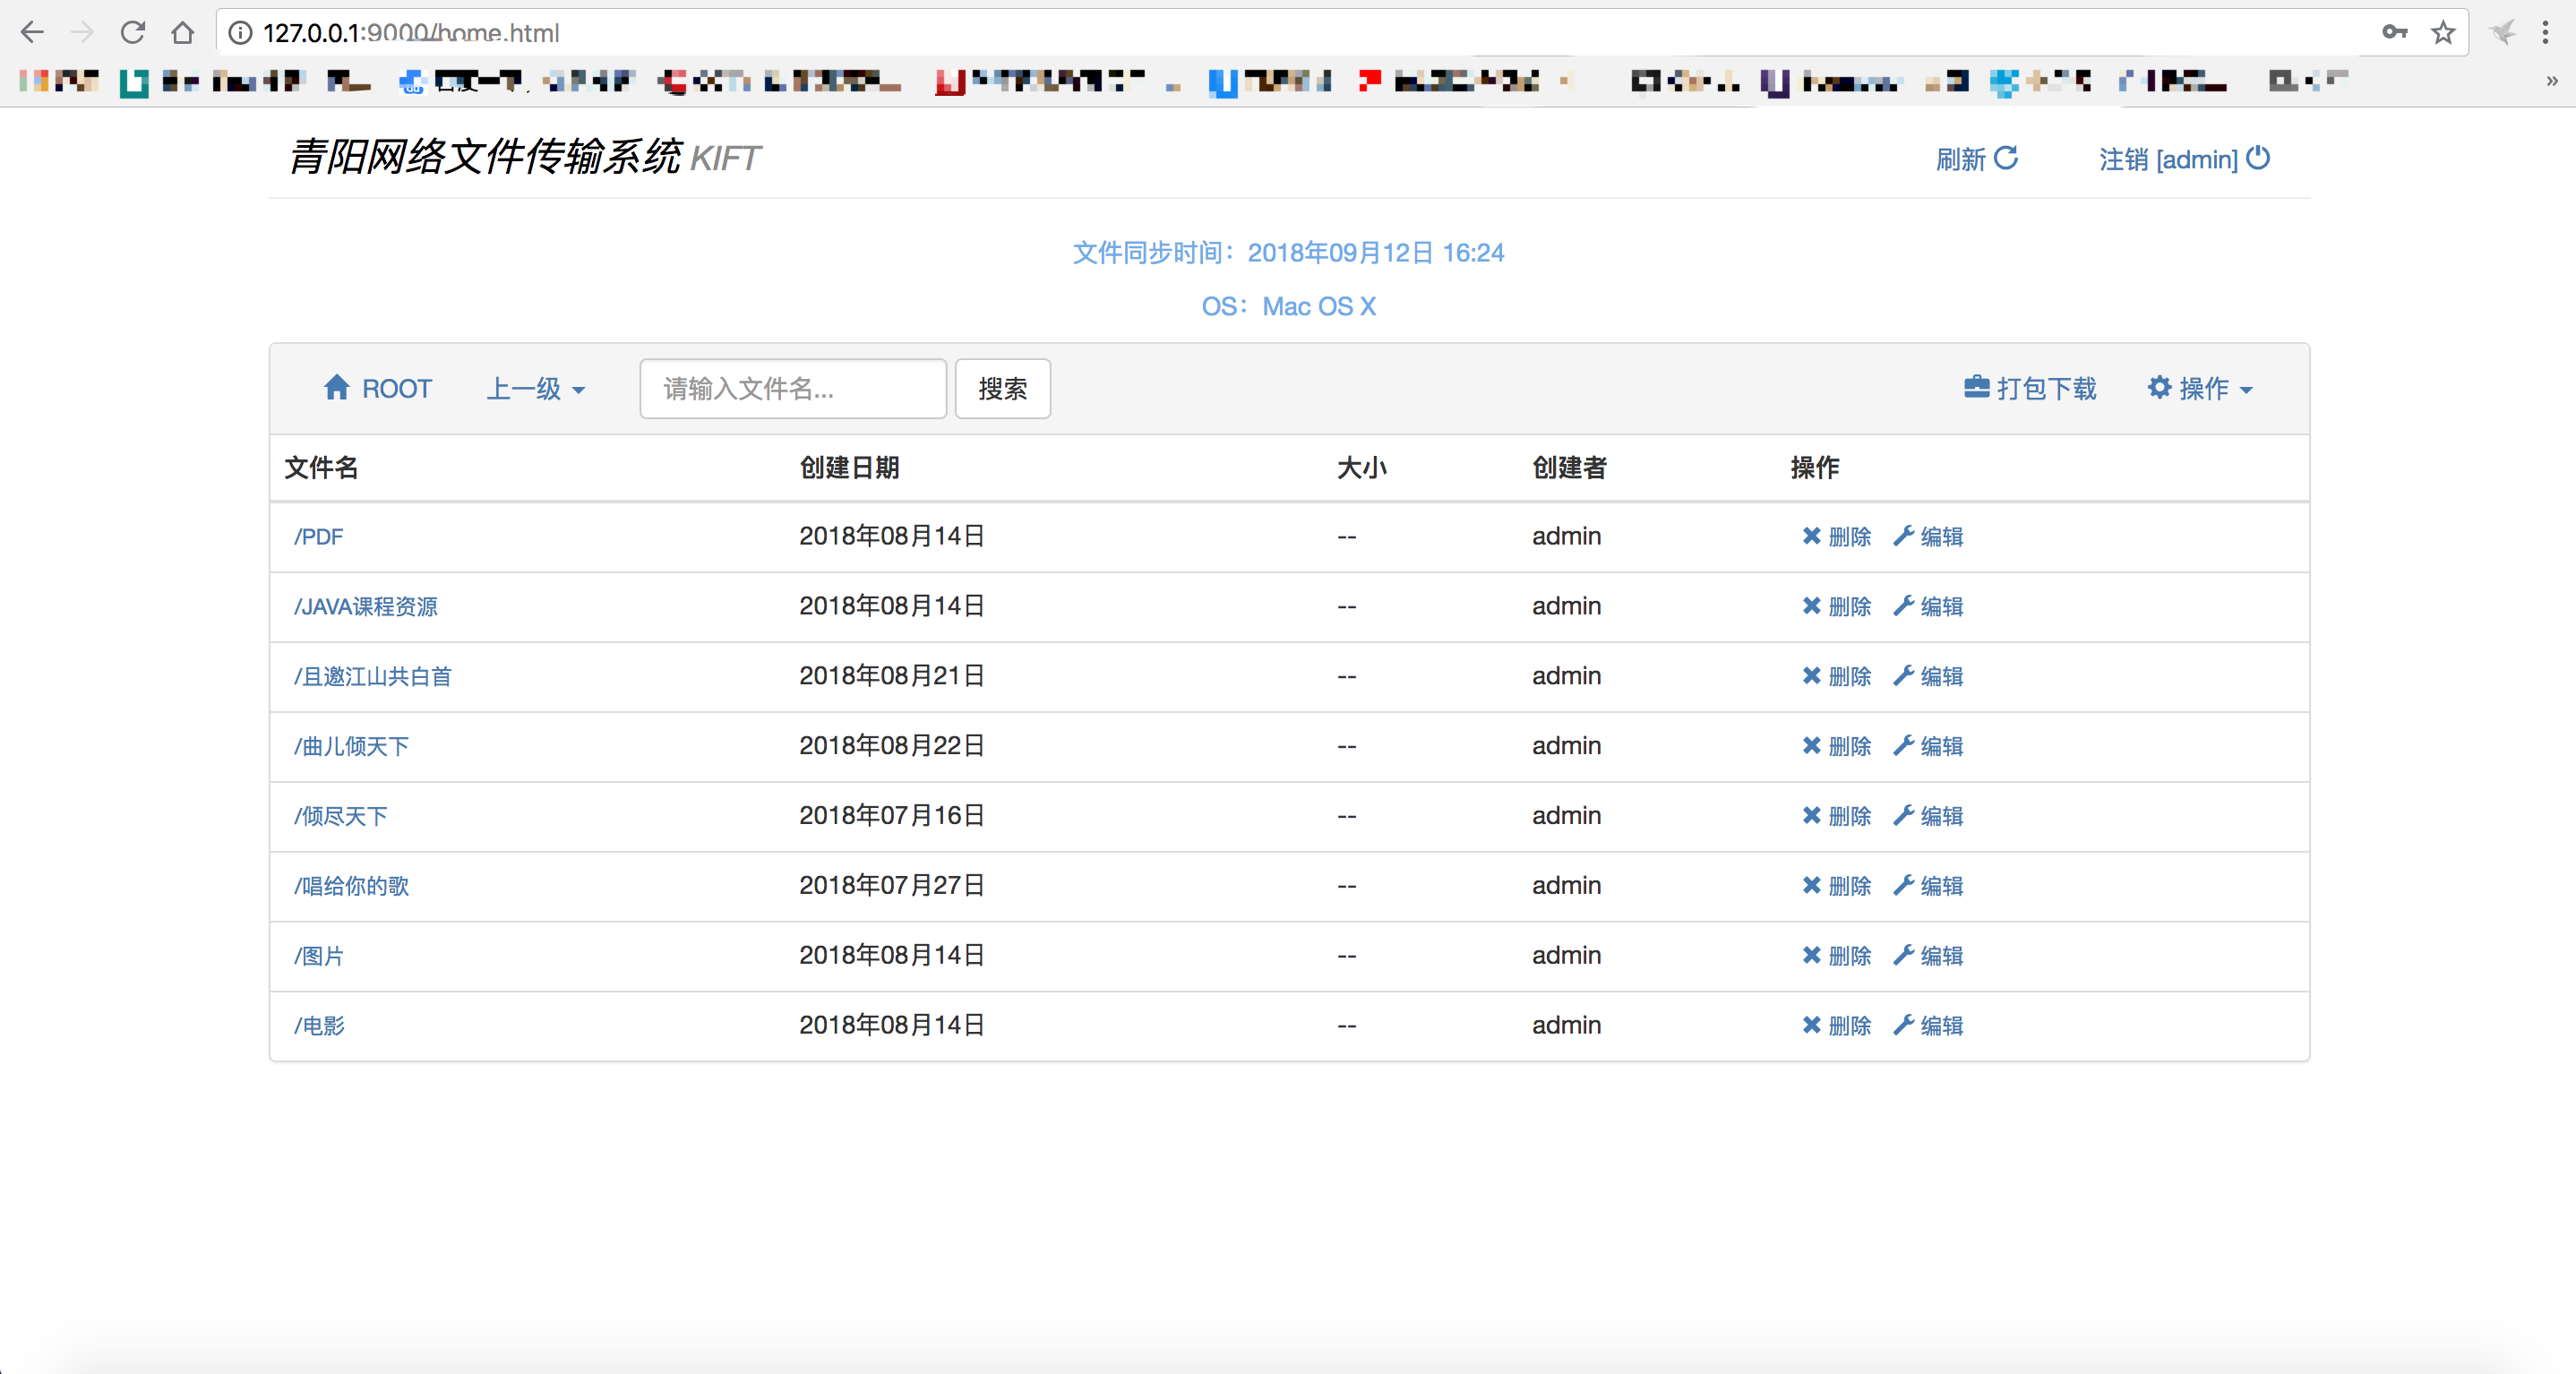 127.0.0.1:9000/home.html
青阳网络文件传输系统 KIFT
刷新 注销 [admin]
文件同步时间：2018年09月12日 16:24
OS：Mac OS X
ROOT 上一级 请输入文件名... 搜索 打包下载 操作
文件名 创建日期 大小 创建者 操作
/PDF 2018年08月14日 -- admin 删除 编辑
/JAVA课程资源 2018年08月14日 -- admin 删除 编辑
/且邀江山共白首 2018年08月21日 -- admin 删除 编辑
/曲儿倾天下 2018年08月22日 -- admin 删除 编辑
/倾尽天下 2018年07月16日 -- admin 删除 编辑
/唱给你的歌 2018年07月27日 -- admin 删除 编辑
/图片 2018年08月14日 -- admin 删除 编辑
/电影 2018年08月14日 -- admin 删除 编辑